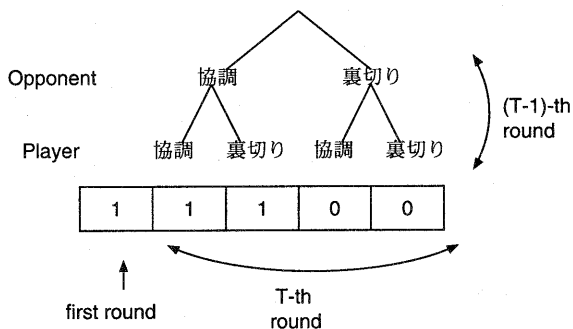 Opponent 協調 裏切り
(T-1)-th
round
Player 協調 裏切り 協調 裏切り
1 1 1 0 0
first round
T-th
round